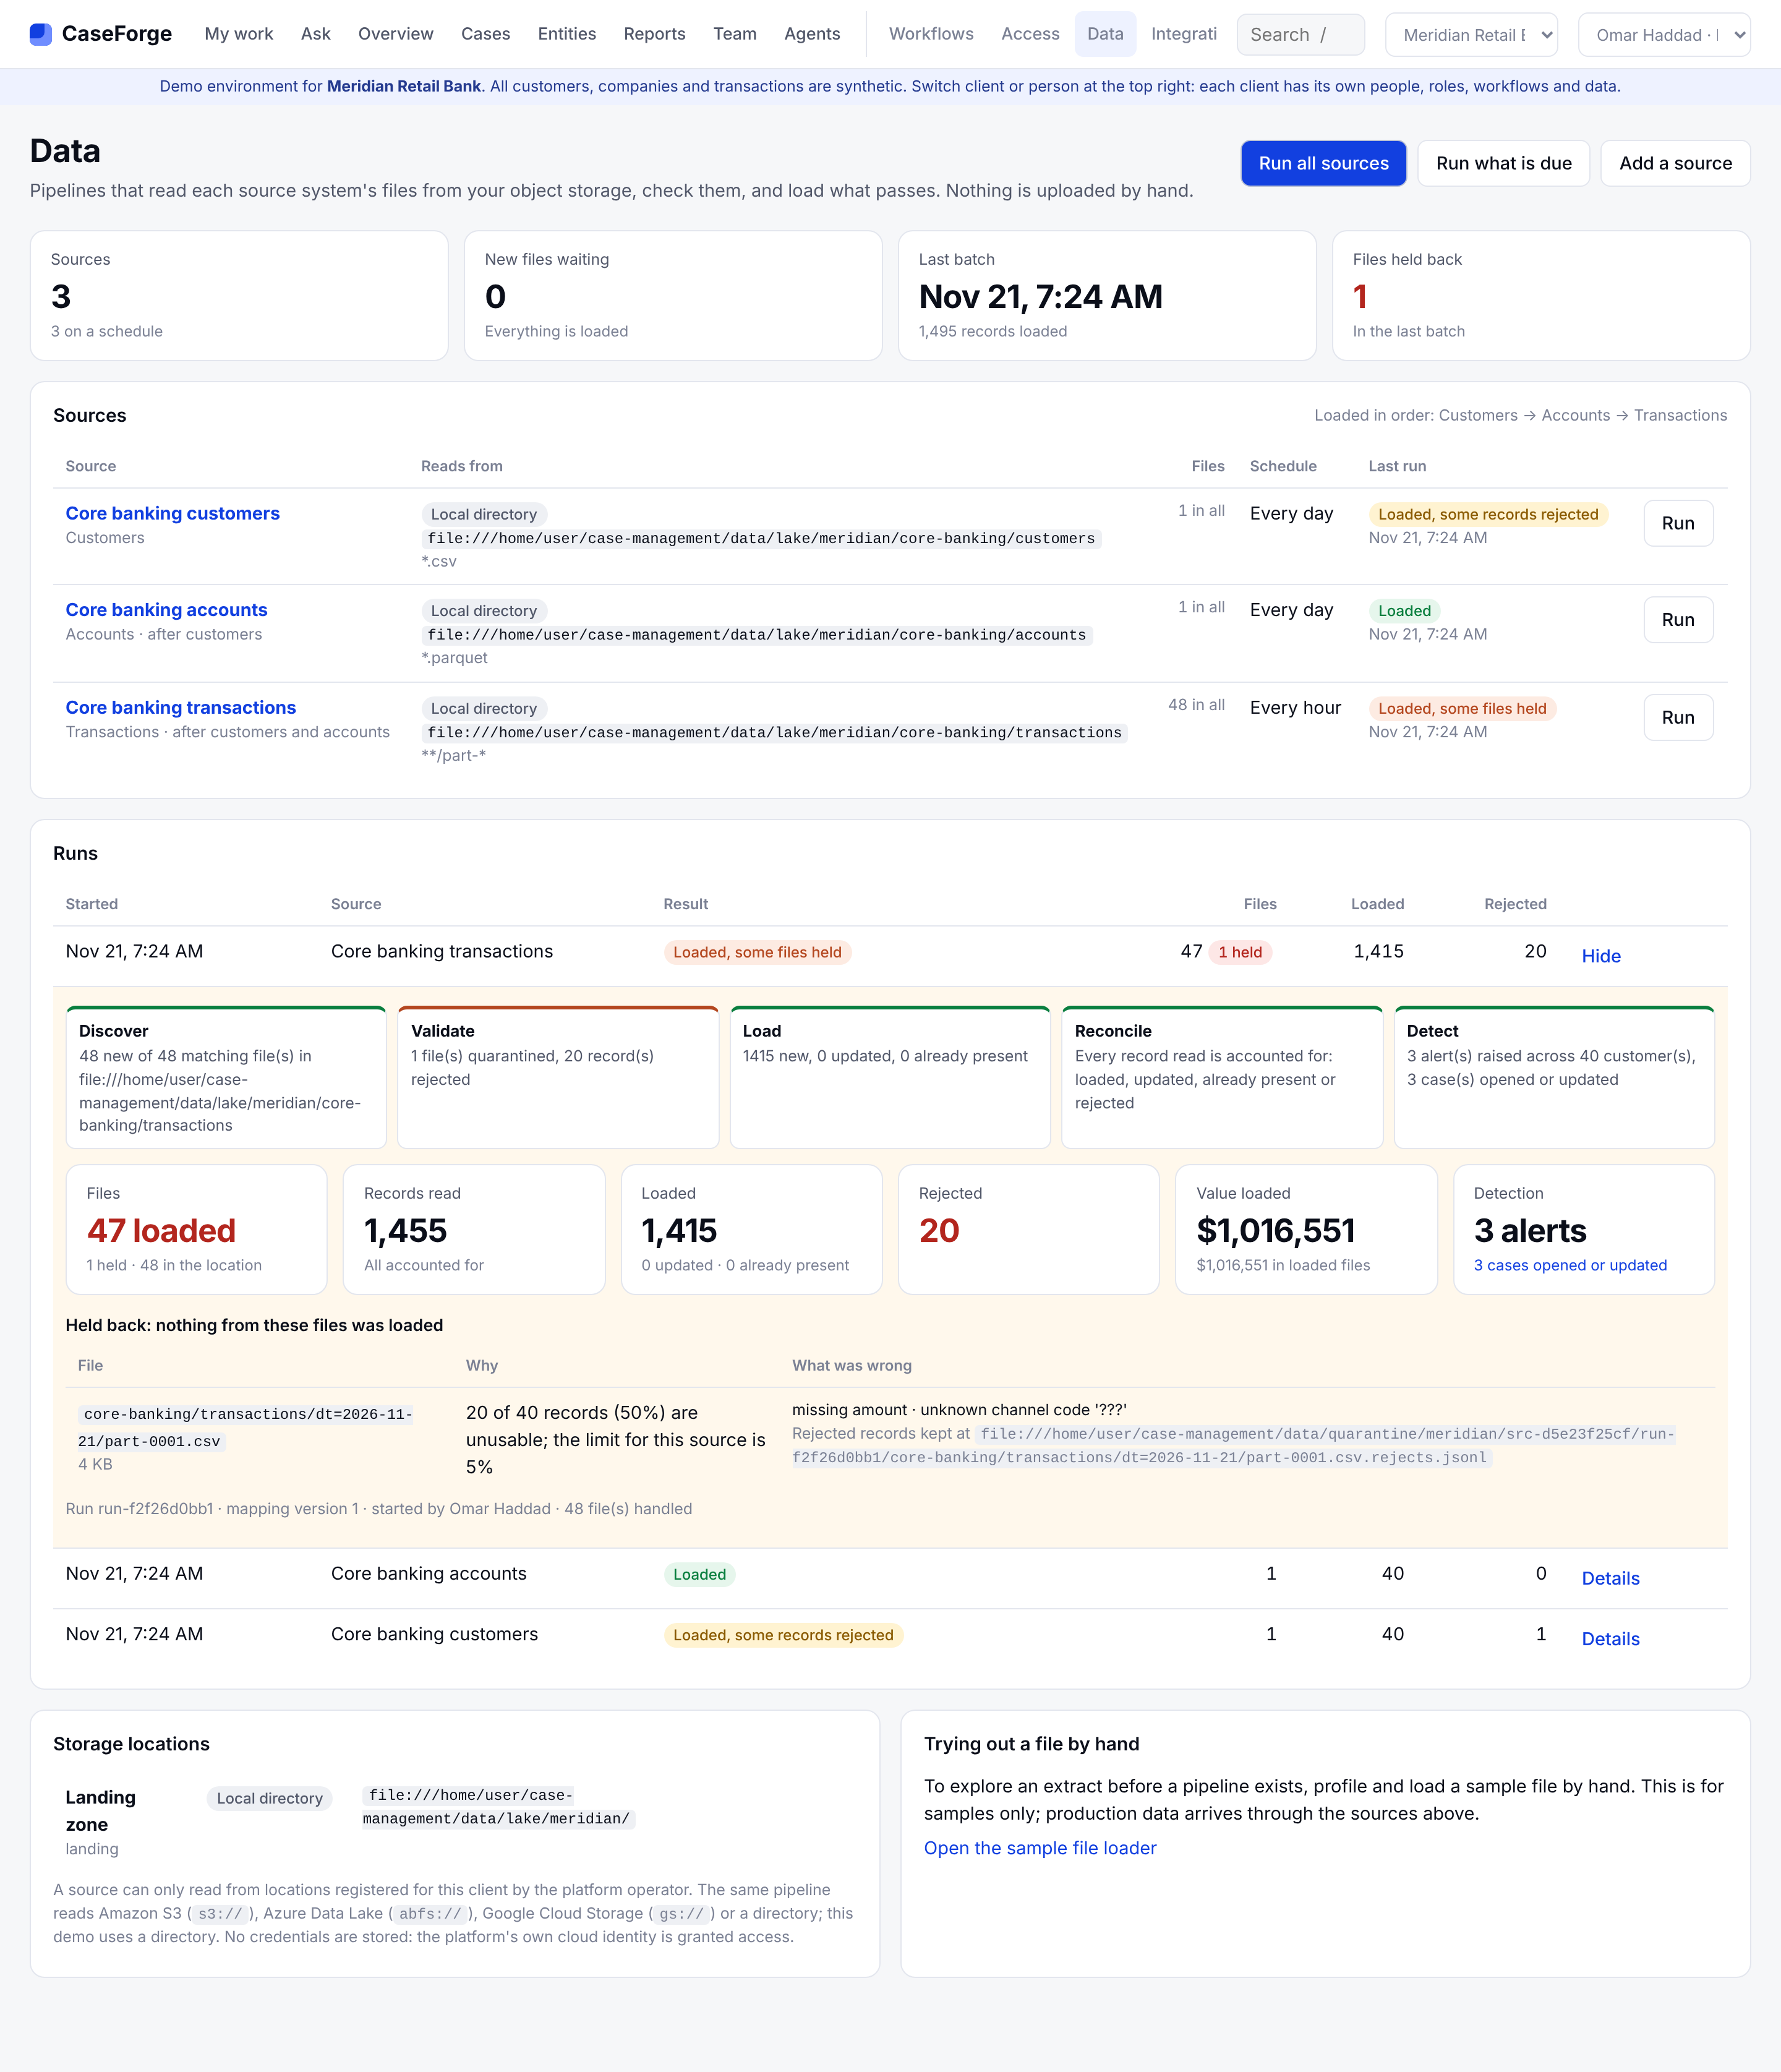 CaseForge
My work
Ask
Overview
Cases
Entities
Reports
Team
Agents
Workflows
Access
Data
Integrati
Search /
Meridian Retail
Omar Haddad ·
Demo environment for Meridian Retail Bank. All customers, companies and transactions are synthetic. Switch client or person at the top right: each client has its own people, roles, workflows and data.
Data
Pipelines that read each source system's files from your object storage, check them, and load what passes. Nothing is uploaded by hand.
Run all sources
Run what is due
Add a source
Sources
3
3 on a schedule
New files waiting
0
Everything is loaded
Last batch
Nov 21, 7:24 AM
1,495 records loaded
Files held back
1
In the last batch
Sources
Loaded in order: Customers → Accounts → Transactions
Source
Reads from
Files
Schedule
Last run
Core banking customers
Customers
Local directory
file:///home/user/case-management/data/lake/meridian/core-banking/customers
*.csv
1 in all
Every day
Loaded, some records rejected
Nov 21, 7:24 AM
Run
Core banking accounts
Accounts · after customers
Local directory
file:///home/user/case-management/data/lake/meridian/core-banking/accounts
*.parquet
1 in all
Every day
Loaded
Nov 21, 7:24 AM
Run
Core banking transactions
Transactions · after customers and accounts
Local directory
file:///home/user/case-management/data/lake/meridian/core-banking/transactions
**/part-*
48 in all
Every hour
Loaded, some files held
Nov 21, 7:24 AM
Run
Runs
Started
Source
Result
Files
Loaded
Rejected
Nov 21, 7:24 AM
Core banking transactions
Loaded, some files held
47 1 held
1,415
20
Hide
Discover
48 new of 48 matching file(s) in
file:///home/user/case-
management/data/lake/meridian/core-
banking/transactions
Validate
1 file(s) quarantined, 20 record(s)
rejected
Load
1415 new, 0 updated, 0 already present
Reconcile
Every record read is accounted for:
loaded, updated, already present or
rejected
Detect
3 alert(s) raised across 40 customer(s),
3 case(s) opened or updated
Files
47 loaded
1 held · 48 in the location
Records read
1,455
All accounted for
Loaded
1,415
0 updated · 0 already present
Rejected
20
Value loaded
$1,016,551
$1,016,551 in loaded files
Detection
3 alerts
3 cases opened or updated
Held back: nothing from these files was loaded
File
Why
What was wrong
core-banking/transactions/dt=2026-11-
21/part-0001.csv
4 KB
20 of 40 records (50%) are
unusable; the limit for this source is
5%
missing amount · unknown channel code '???'
Rejected records kept at file:///home/user/case-management/data/quarantine/meridian/src-d5e23f25cf/run-
f2f26d0bb1/core-banking/transactions/dt=2026-11-21/part-0001.csv.rejects.jsonl
Run run-f2f26d0bb1 · mapping version 1 · started by Omar Haddad · 48 file(s) handled
Nov 21, 7:24 AM
Core banking accounts
Loaded
1
40
0
Details
Nov 21, 7:24 AM
Core banking customers
Loaded, some records rejected
1
40
1
Details
Storage locations
Landing
zone
landing
Local directory
file:///home/user/case-
management/data/lake/meridian/
A source can only read from locations registered for this client by the platform operator. The same pipeline
reads Amazon S3 (s3://), Azure Data Lake (abfs://), Google Cloud Storage (gs://) or a directory; this
demo uses a directory. No credentials are stored: the platform's own cloud identity is granted access.
Trying out a file by hand
To explore an extract before a pipeline exists, profile and load a sample file by hand. This is for
samples only; production data arrives through the sources above.
Open the sample file loader